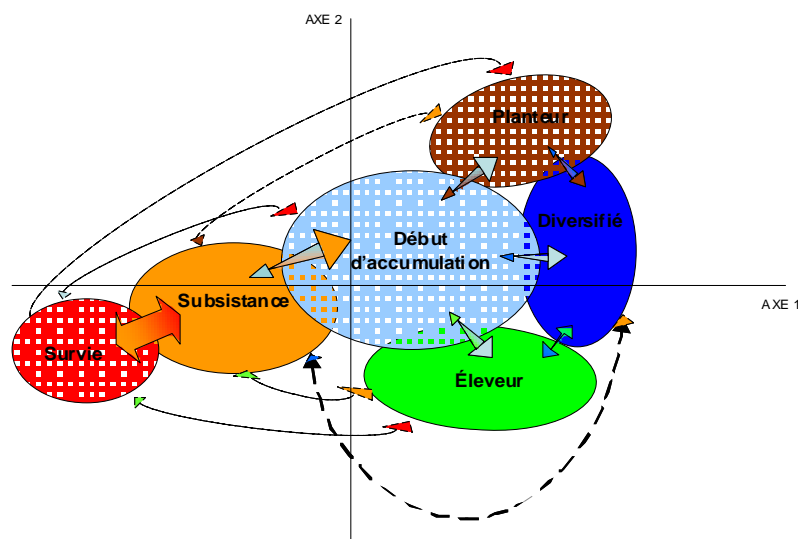 AXE 2
Planteur
Diversifié
Début
d'accumulation
AXE 1
Subsistance
Survie
Éleveur